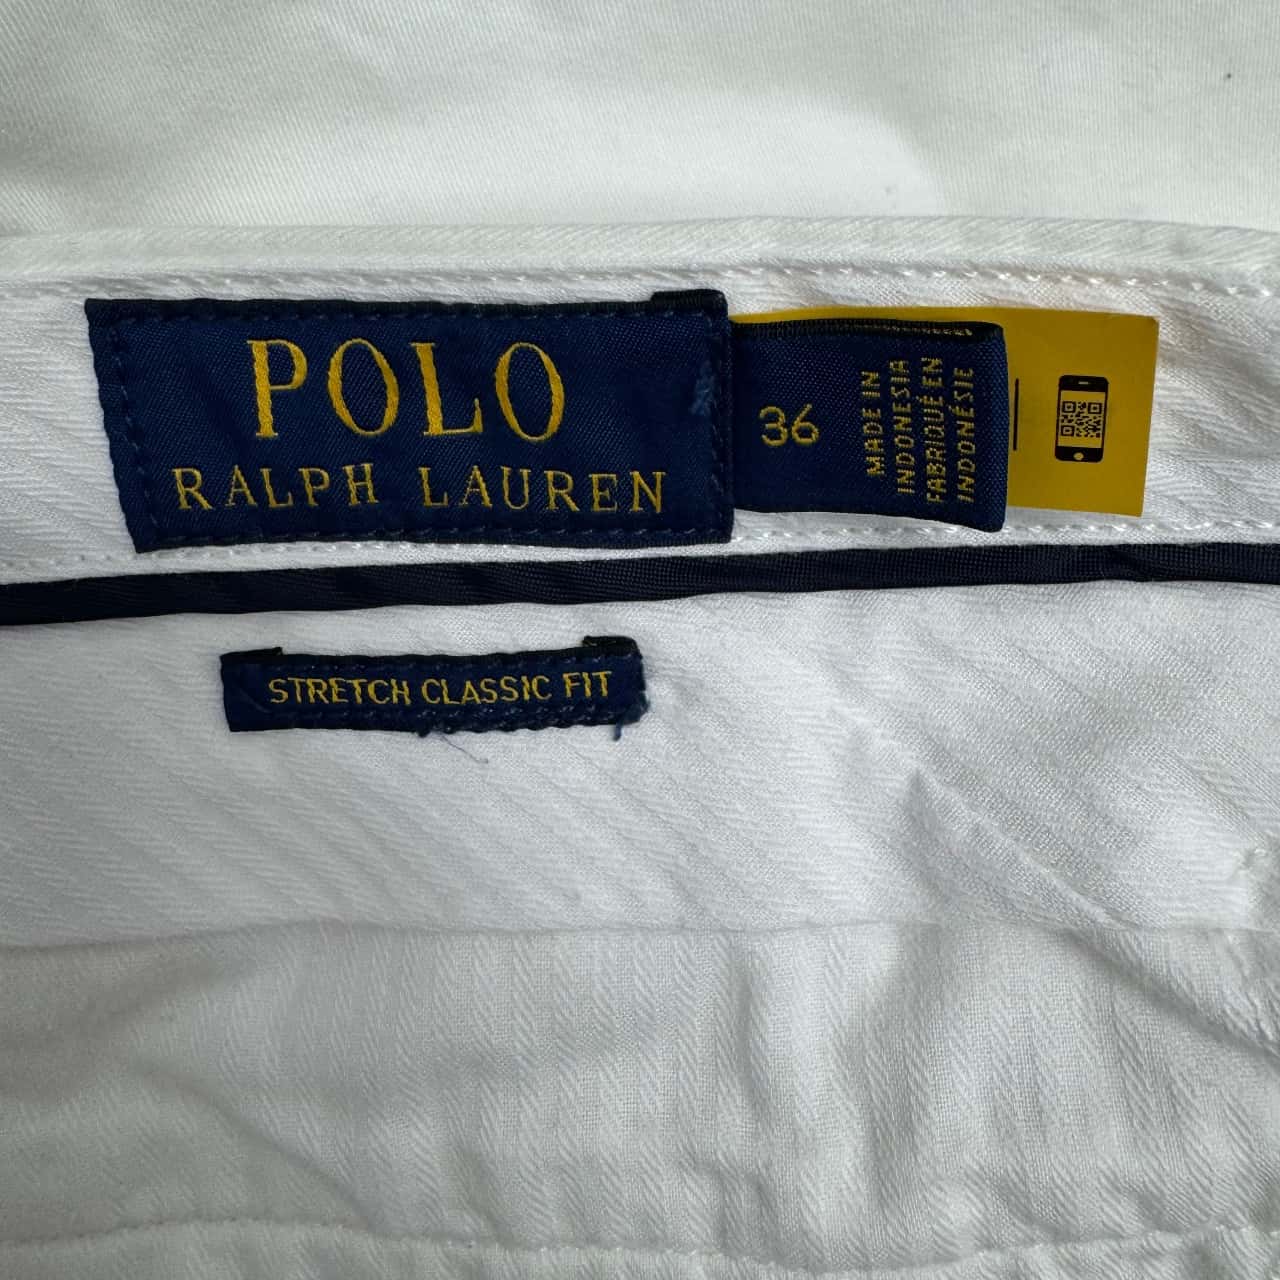 POLO
RALPH LAUREN
36
MADE IN
INDONESIA
FABRIQUÉ EN
INDONÉSIE
STRETCH CLASSIC FIT